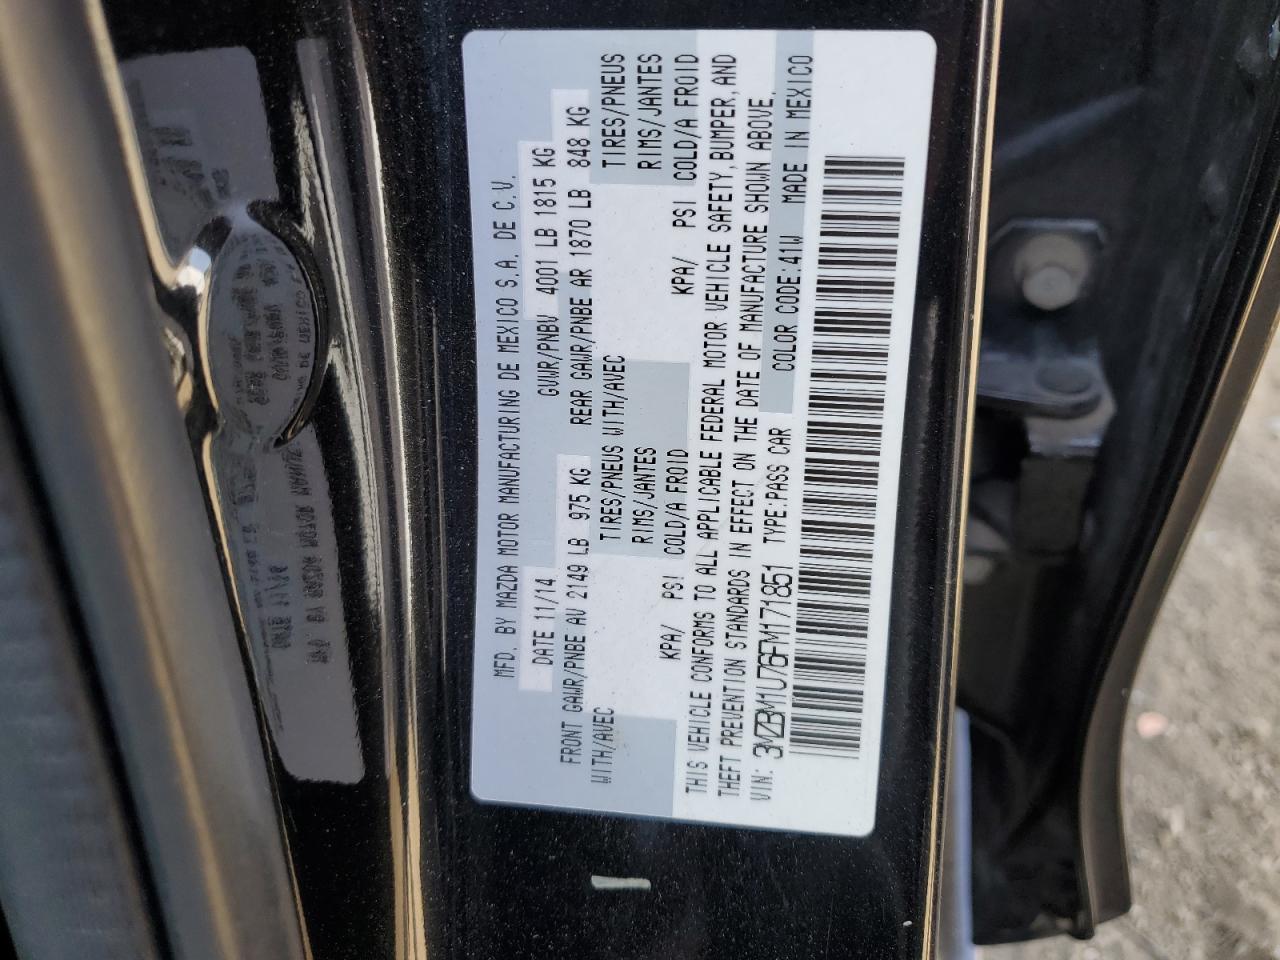 MFD. BY MAZDA MOTOR MANUFACTURING DE MEXICO S.A. DE C.V.
DATE 11/14 GVWR/PNBV 4001 LB 1815 KG
FRONT GAWR/PNBE AV 2149 LB 975 KG REAR GAWR/PNBE AR 1870 LB 848 KG
WITH/AVEC TIRES/PNEUS WITH/AVEC TIRES/PNEUS
RIMS/JANTES RIMS/JANTES
KPA/ PSI COLD/A FROID KPA/ PSI COLD/A FROID
THIS VEHICLE CONFORMS TO ALL APPLICABLE FEDERAL MOTOR VEHICLE SAFETY, BUMPER, AND
THEFT PREVENTION STANDARDS IN EFFECT ON THE DATE OF MANUFACTURE SHOWN ABOVE.
VIN: 3MZBM1U76FM171851 TYPE:PASS CAR COLOR CODE:41W MADE IN MEXICO